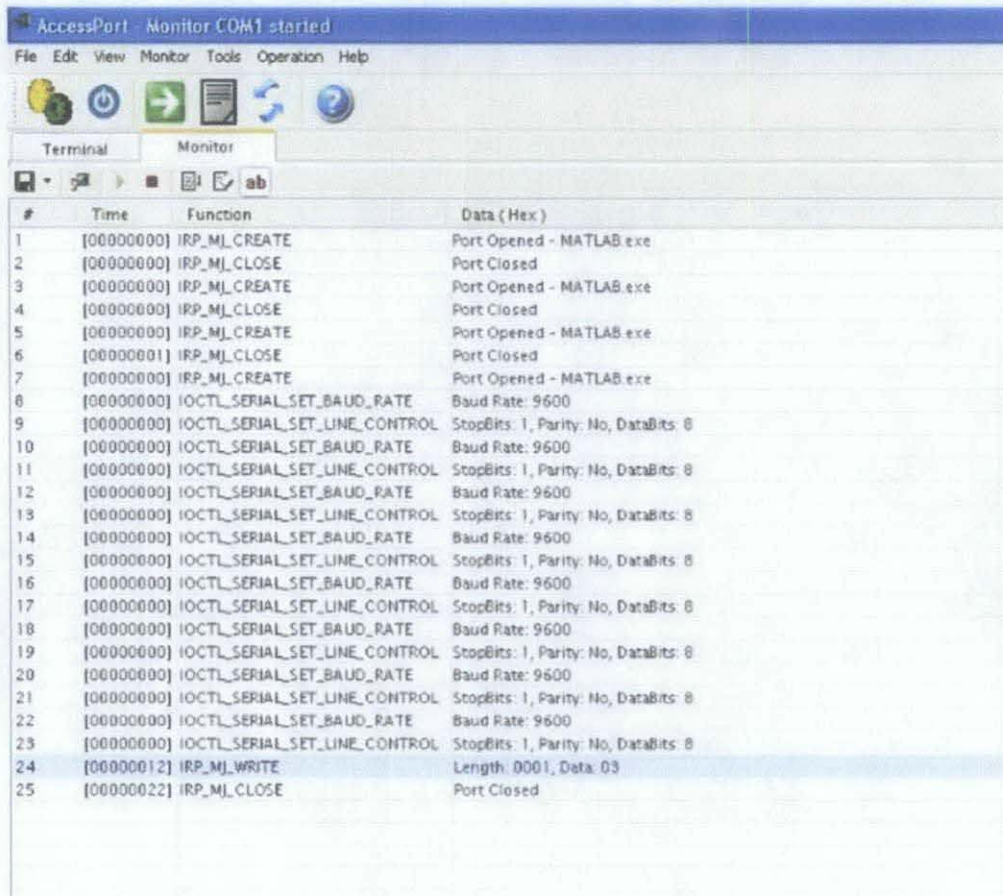 AccessPort - Monitor COM1 started
File Edit View Monitor Tools Operation Help
Terminal Monitor
ab
# Time Function Data ( Hex )
1 [00000000] IRP_MJ_CREATE Port Opened - MATLAB.exe
2 [00000000] IRP_MJ_CLOSE Port Closed
3 [00000000] IRP_MJ_CREATE Port Opened - MATLAB.exe
4 [00000000] IRP_MJ_CLOSE Port Closed
5 [00000000] IRP_MJ_CREATE Port Opened - MATLAB.exe
6 [00000001] IRP_MJ_CLOSE Port Closed
7 [00000000] IRP_MJ_CREATE Port Opened - MATLAB.exe
8 [00000000] IOCTL_SERIAL_SET_BAUD_RATE Baud Rate: 9600
9 [00000000] IOCTL_SERIAL_SET_LINE_CONTROL StopBits: 1, Parity: No, DataBits: 8
10 [00000000] IOCTL_SERIAL_SET_BAUD_RATE Baud Rate: 9600
11 [00000000] IOCTL_SERIAL_SET_LINE_CONTROL StopBits: 1, Parity: No, DataBits: 8
12 [00000000] IOCTL_SERIAL_SET_BAUD_RATE Baud Rate: 9600
13 [00000000] IOCTL_SERIAL_SET_LINE_CONTROL StopBits: 1, Parity: No, DataBits: 8
14 [00000000] IOCTL_SERIAL_SET_BAUD_RATE Baud Rate: 9600
15 [00000000] IOCTL_SERIAL_SET_LINE_CONTROL StopBits: 1, Parity: No, DataBits: 8
16 [00000000] IOCTL_SERIAL_SET_BAUD_RATE Baud Rate: 9600
17 [00000000] IOCTL_SERIAL_SET_LINE_CONTROL StopBits: 1, Parity: No, DataBits: 8
18 [00000000] IOCTL_SERIAL_SET_BAUD_RATE Baud Rate: 9600
19 [00000000] IOCTL_SERIAL_SET_LINE_CONTROL StopBits: 1, Parity: No, DataBits: 8
20 [00000000] IOCTL_SERIAL_SET_BAUD_RATE Baud Rate: 9600
21 [00000000] IOCTL_SERIAL_SET_LINE_CONTROL StopBits: 1, Parity: No, DataBits: 8
22 [00000000] IOCTL_SERIAL_SET_BAUD_RATE Baud Rate: 9600
23 [00000000] IOCTL_SERIAL_SET_LINE_CONTROL StopBits: 1, Parity: No, DataBits: 8
24 [00000012] IRP_MJ_WRITE Length: 0001, Data: 03
25 [00000022] IRP_MJ_CLOSE Port Closed